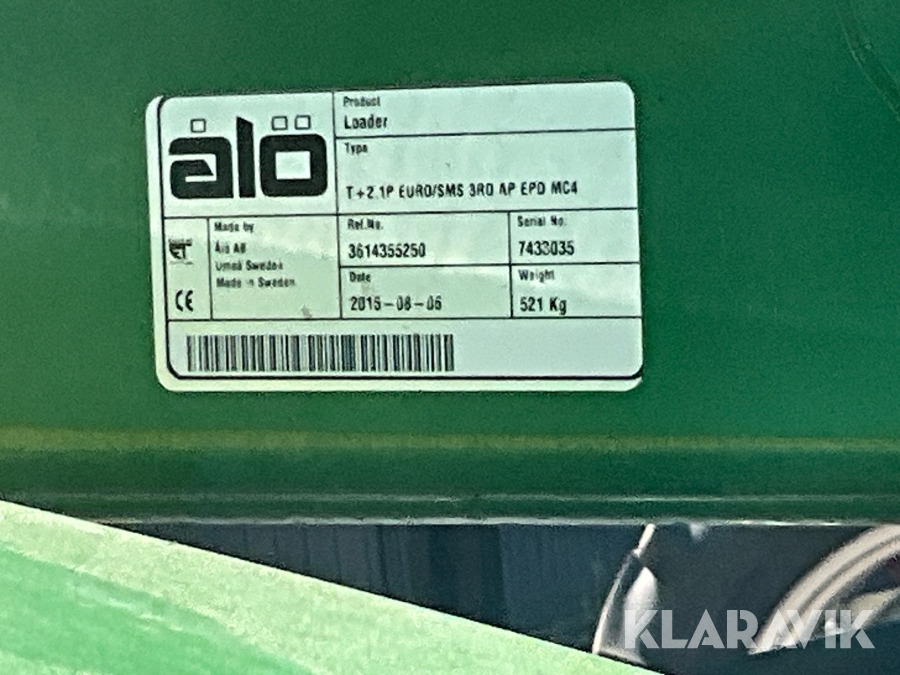 älö
Product
Loader
Type
T+2.1P EURO/SMS 3RD AP EPD MC4
Made by
Ålö AB
Umeå Sweden
Made in Sweden
Ref.No.
3614355250
Serial No.
7433035
CE
Date
2015-08-06
Weight
521 Kg
KLARAVIK